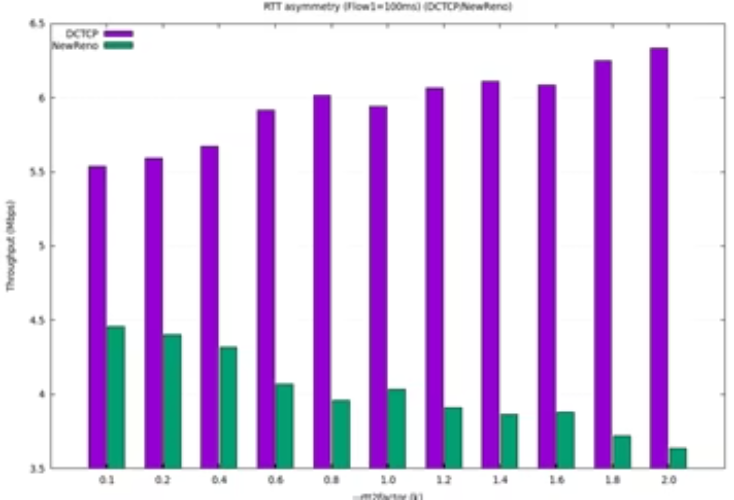 RTT asymmetry (Flow1=100ms) (DCTCP/NewReno)
6.5
DCTCP
NewReno
6
5.5
5
4.5
4
3.5
Throughput (Mbps)
0.1 0.2 0.4 0.6 0.8 1.0 1.2 1.4 1.6 1.8 2.0
--rtt2factor (k)